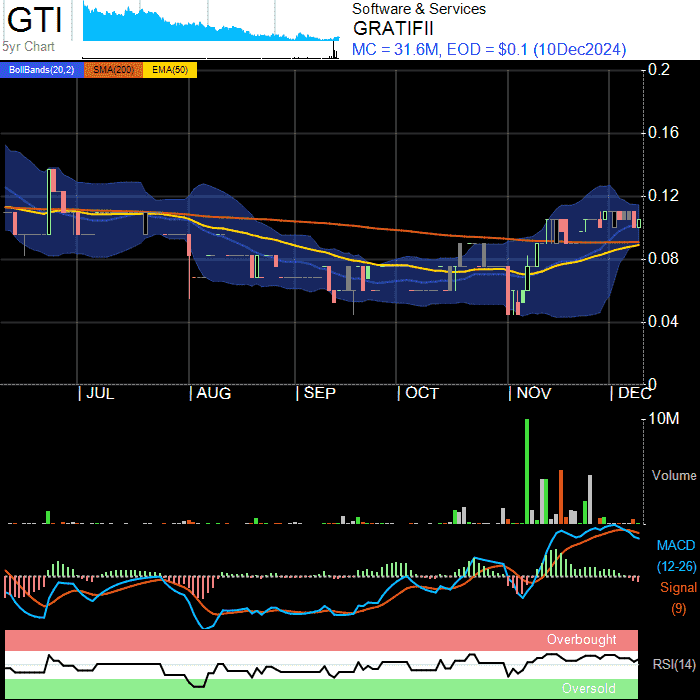 GTI
5yr Chart
Software & Services
GRATIFII
MC = 31.6M, EOD = $0.1 (10Dec2024)
BollBands(20,2) SMA(200) EMA(50)
0.2
0.16
0.12
0.08
0.04
0
JUL AUG SEP OCT NOV DEC
10M
Volume
MACD
(12-26)
Signal
(9)
Overbought
RSI(14)
Oversold